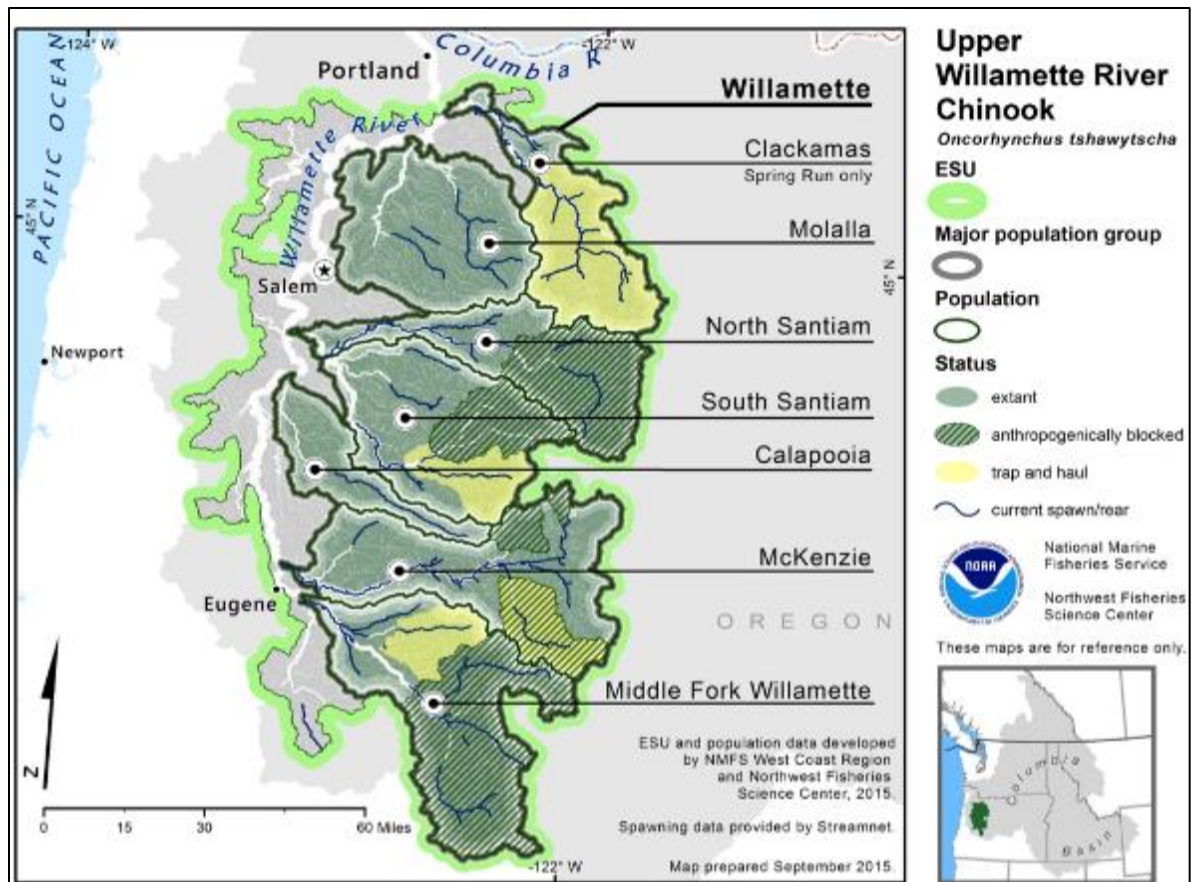 -124° W
-122° W
Columbia R
Portland
Willamette
Willamette River
Clackamas
Spring Run only
PACIFIC OCEAN
45° N
Molalla
Salem
45° N
North Santiam
Newport
South Santiam
Calapooia
McKenzie
Eugene
OREGON
Middle Fork Willamette
ESU and population data developed
by NMFS West Coast Region
and Northwest Fisheries
Science Center, 2015.
Spawning data provided by Streamnet.
Map prepared September 2015.
N
0 15 30 60 Miles
-122° W
Upper
Willamette River
Chinook
Oncorhynchus tshawytscha
ESU
Major population group
Population
Status
extant
anthropogenically blocked
trap and haul
current spawn/rear
NOAA
National Marine
Fisheries Service
Northwest Fisheries
Science Center
These maps are for reference only.
Columbia
Basin